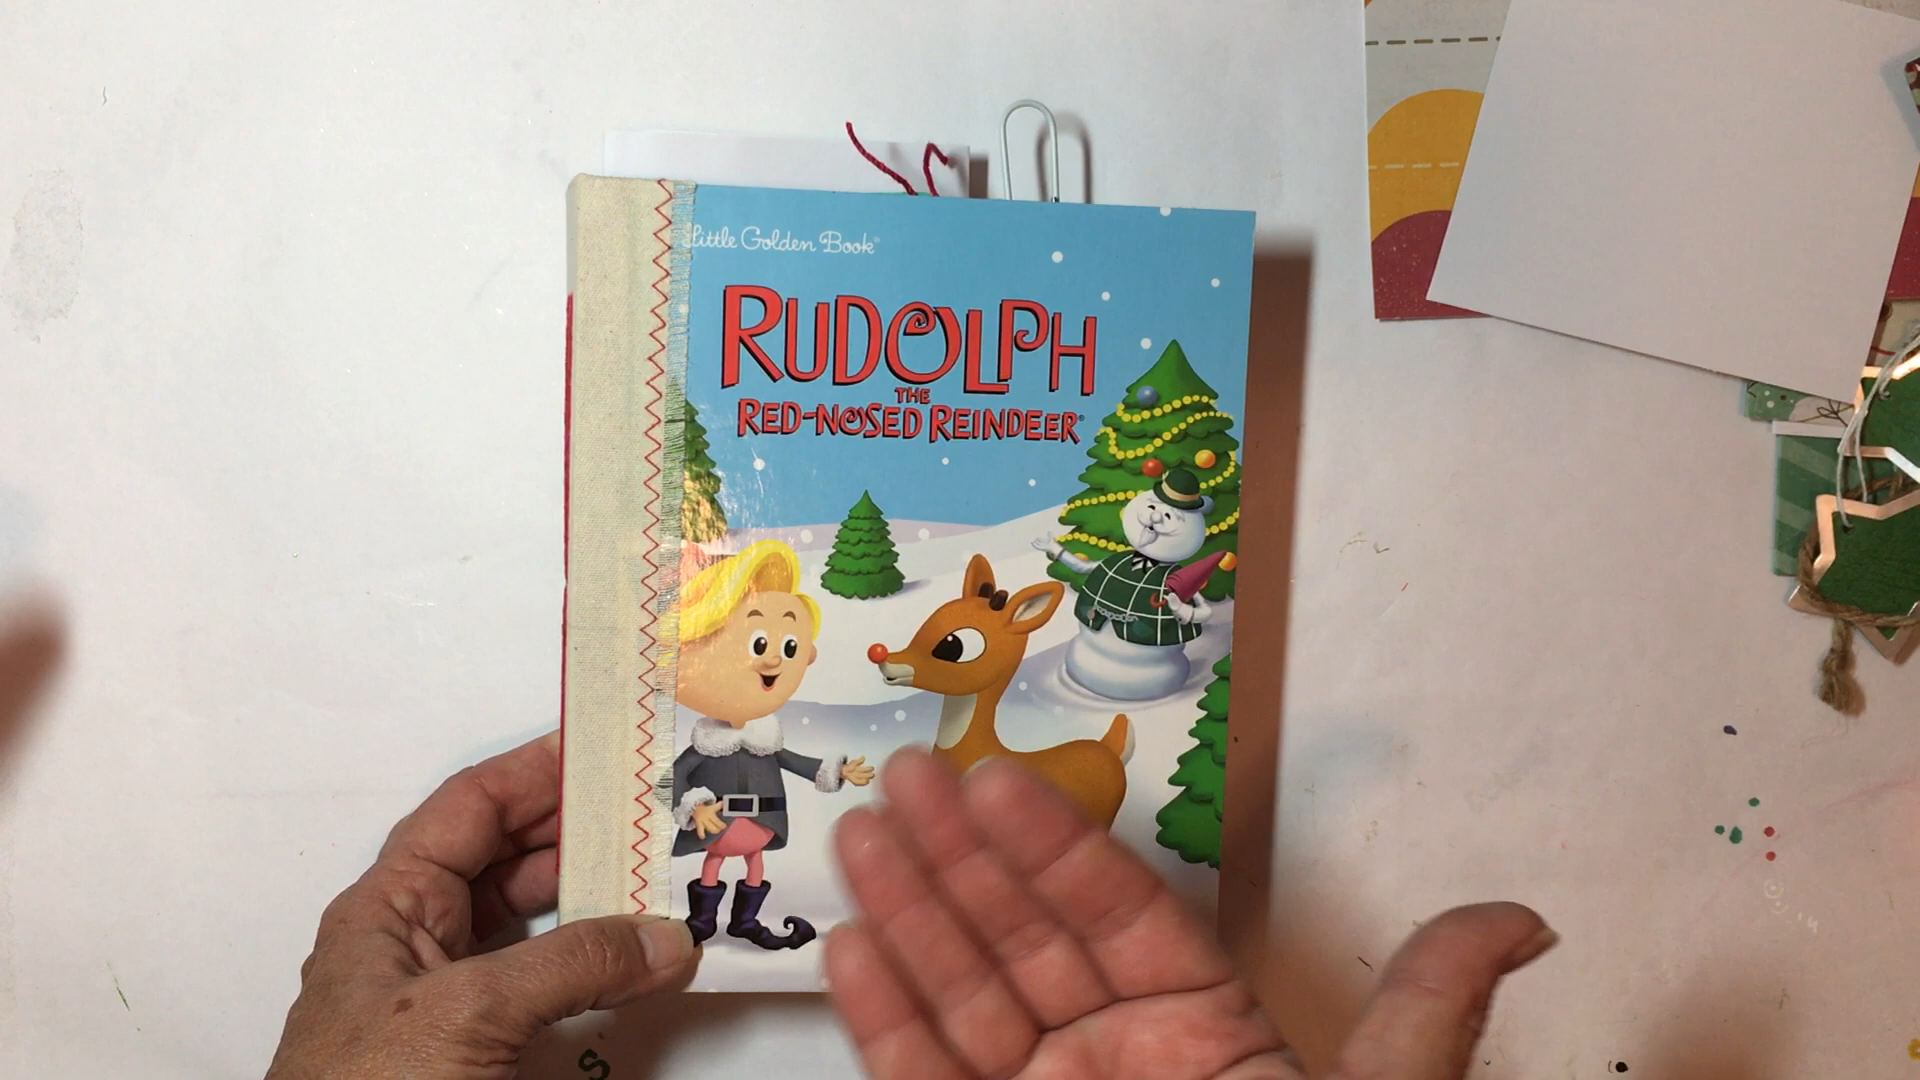 Little Golden Book®
RUDOLPH
THE
RED-NOSED REINDEER®
S